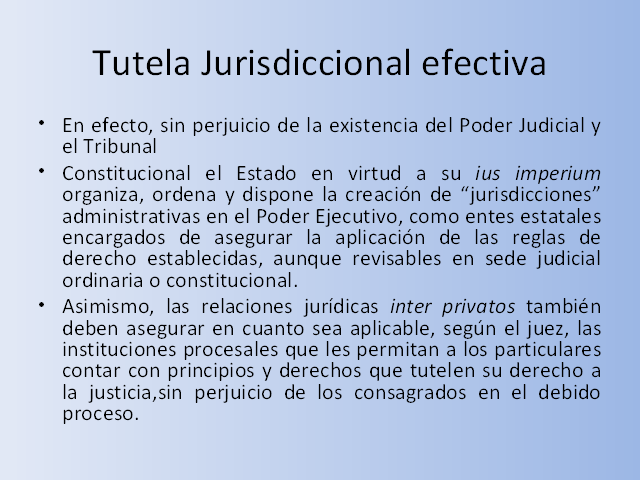 Tutela Jurisdiccional efectiva
• En efecto, sin perjuicio de la existencia del Poder Judicial y
el Tribunal
• Constitucional el Estado en virtud a su ius imperium
organiza, ordena y dispone la creación de “jurisdicciones”
administrativas en el Poder Ejecutivo, como entes estatales
encargados de asegurar la aplicación de las reglas de
derecho establecidas, aunque revisables en sede judicial
ordinaria o constitucional.
• Asimismo, las relaciones jurídicas inter privatos también
deben asegurar en cuanto sea aplicable, según el juez, las
instituciones procesales que les permitan a los particulares
contar con principios y derechos que tutelen su derecho a
la justicia,sin perjuicio de los consagrados en el debido
proceso.